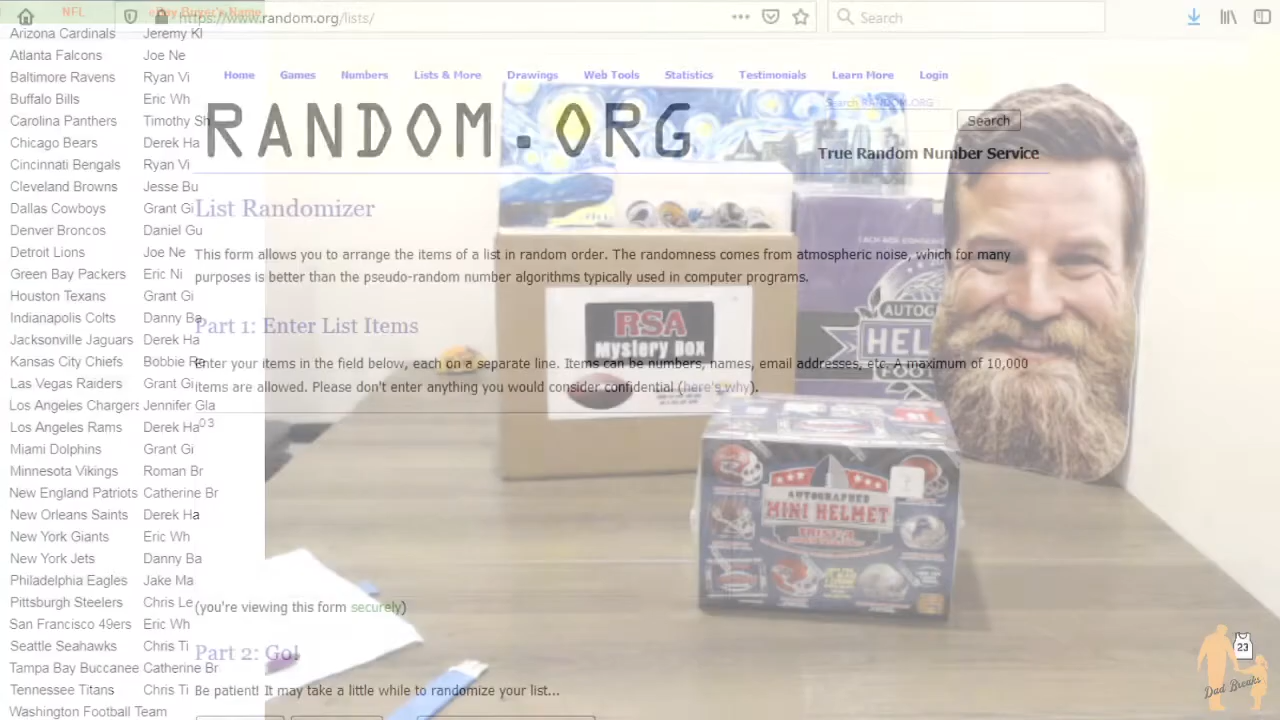 NFL eBay Buyer's Name
https://www.random.org/lists/
Search
Arizona Cardinals Jeremy Kl
Atlanta Falcons Joe Ne
Baltimore Ravens Ryan Vi
Buffalo Bills Eric Wh
Carolina Panthers Timothy Sh
Chicago Bears Derek Ha
Cincinnati Bengals Ryan Vi
Cleveland Browns Jesse Bu
Dallas Cowboys Grant Gi
Denver Broncos Daniel Gu
Detroit Lions Joe Ne
Green Bay Packers Eric Ni
Houston Texans Grant Gi
Indianapolis Colts Danny Ba
Jacksonville Jaguars Derek Ha
Kansas City Chiefs Bobbie Ra
Las Vegas Raiders Grant Gi
Los Angeles Chargers Jennifer Gla
Los Angeles Rams Derek Ha
Miami Dolphins Grant Gi
Minnesota Vikings Roman Br
New England Patriots Catherine Br
New Orleans Saints Derek Ha
New York Giants Eric Wh
New York Jets Danny Ba
Philadelphia Eagles Jake Ma
Pittsburgh Steelers Chris Le
San Francisco 49ers Eric Wh
Seattle Seahawks Chris Ti
Tampa Bay Buccanee Catherine Br
Tennessee Titans Chris Ti
Washington Football Team
Home Games Numbers Lists & More Drawings Web Tools Statistics Testimonials Learn More Login
Search RANDOM.ORG
Search
RANDOM.ORG
True Random Number Service
List Randomizer
This form allows you to arrange the items of a list in random order. The randomness comes from atmospheric noise, which for many
purposes is better than the pseudo-random number algorithms typically used in computer programs.
Part 1: Enter List Items
Enter your items in the field below, each on a separate line. Items can be numbers, names, email addresses, etc. A maximum of 10,000
items are allowed. Please don't enter anything you would consider confidential (here's why).
03
(you're viewing this form securely)
Part 2: Go!
Be patient! It may take a little while to randomize your list...
RSA
Mystery Box
AUTOG
HEL
AUTOGRAPHED
MINI HELMET
23
Dad Breaks